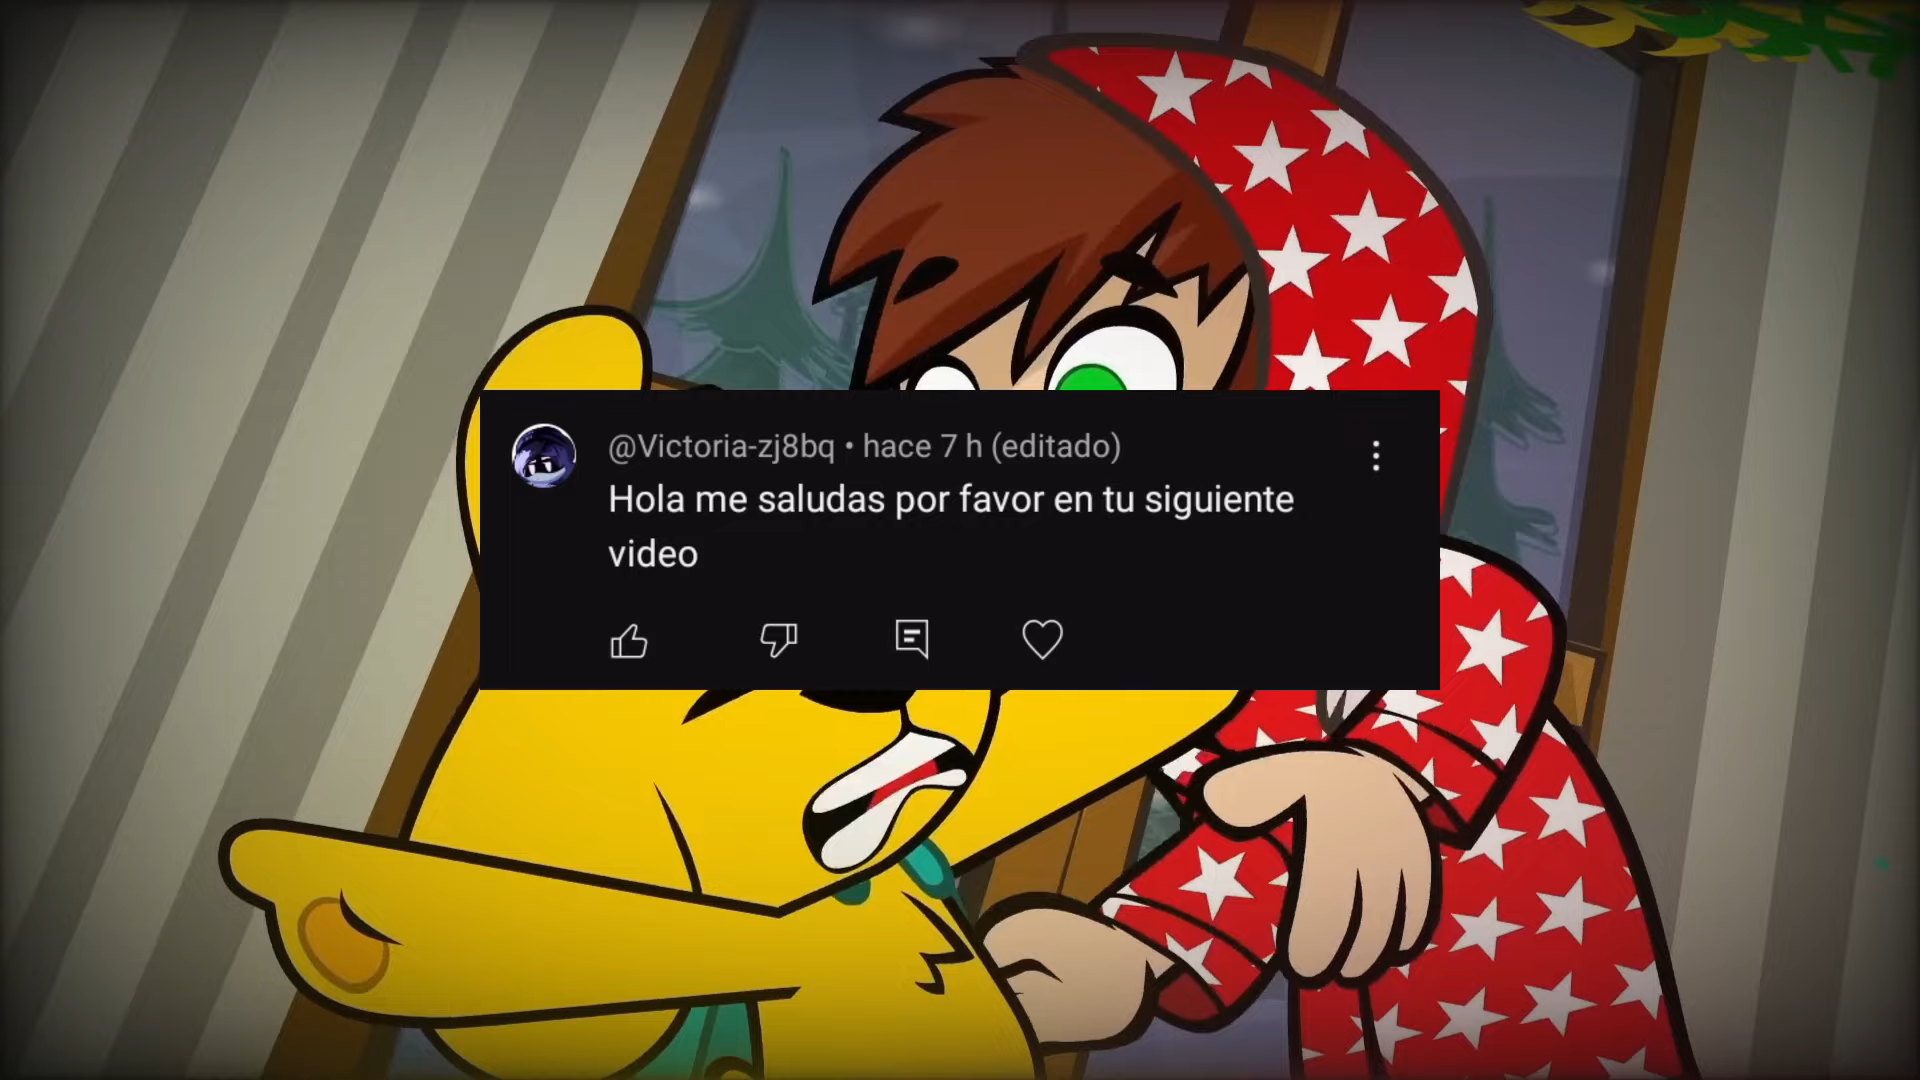 @Victoria-zj8bq • hace 7 h (editado)
Hola me saludas por favor en tu siguiente
video